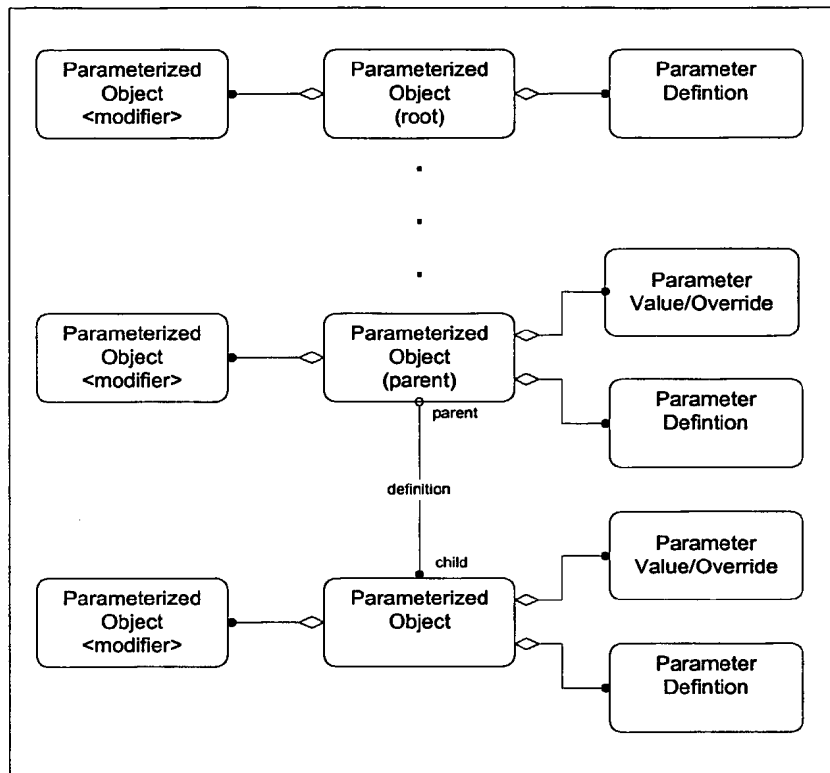 Parameterized
Object
<modifier>
Parameterized
Object
(root)
Parameter
Defintion
Parameterized
Object
<modifier>
Parameterized
Object
(parent)
Parameter
Value/Override
Parameter
Defintion
parent
definition
child
Parameterized
Object
<modifier>
Parameterized
Object
Parameter
Value/Override
Parameter
Defintion